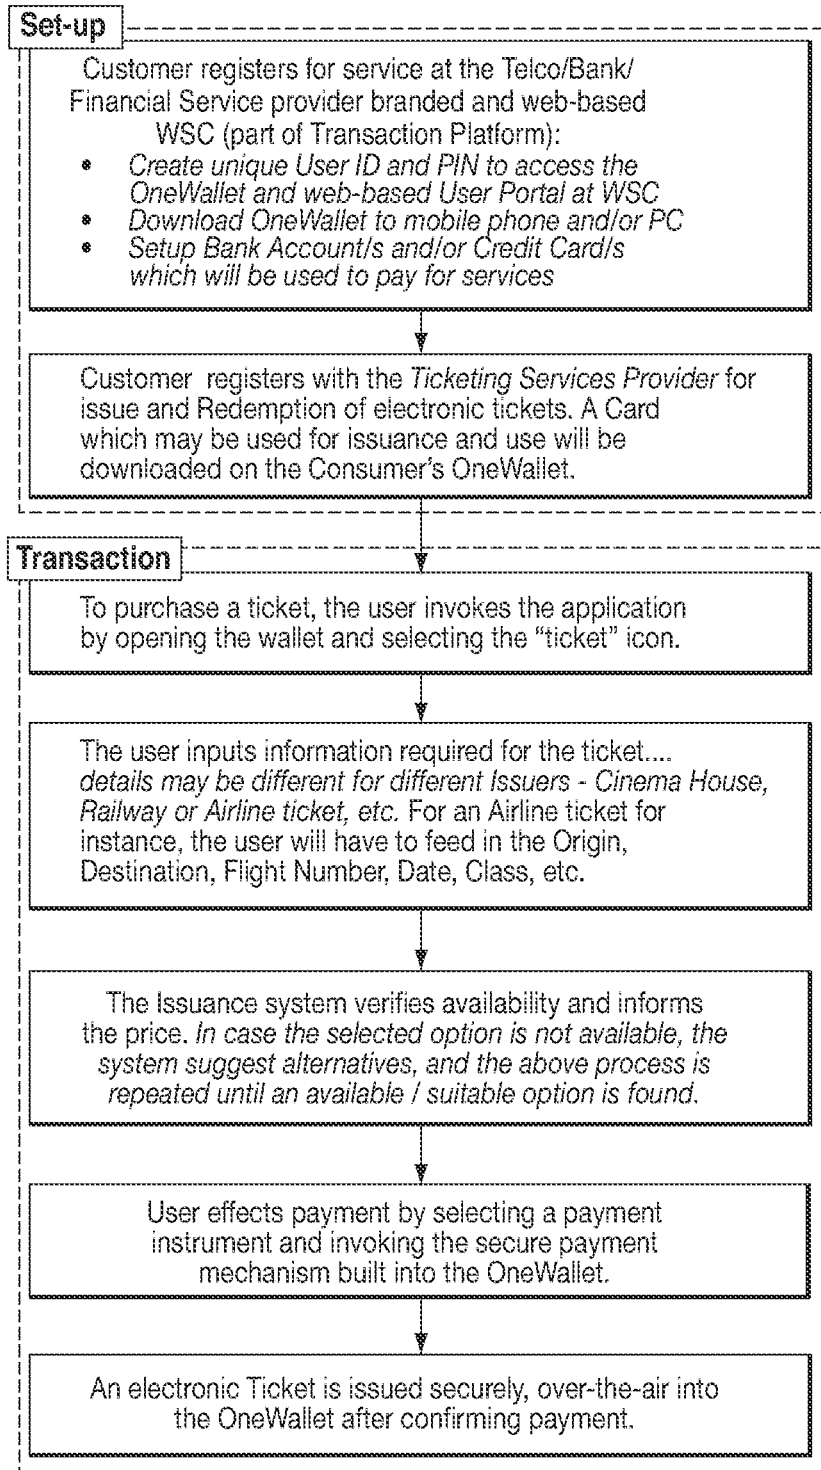 Set-up
Customer registers for service at the Telco/Bank/
Financial Service provider branded and web-based
WSC (part of Transaction Platform):
• Create unique User ID and PIN to access the
OneWallet and web-based User Portal at WSC
• Download OneWallet to mobile phone and/or PC
• Setup Bank Account/s and/or Credit Card/s
which will be used to pay for services
Customer registers with the Ticketing Services Provider for
issue and Redemption of electronic tickets. A Card
which may be used for issuance and use will be
downloaded on the Consumer's OneWallet.
Transaction
To purchase a ticket, the user invokes the application
by opening the wallet and selecting the “ticket” icon.
The user inputs information required for the ticket....
details may be different for different Issuers - Cinema House,
Railway or Airline ticket, etc. For an Airline ticket for
instance, the user will have to feed in the Origin,
Destination, Flight Number, Date, Class, etc.
The Issuance system verifies availability and informs
the price. In case the selected option is not available, the
system suggest alternatives, and the above process is
repeated until an available / suitable option is found.
User effects payment by selecting a payment
instrument and invoking the secure payment
mechanism built into the OneWallet.
An electronic Ticket is issued securely, over-the-air into
the OneWallet after confirming payment.